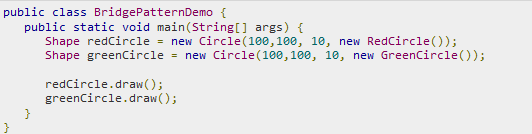 public class BridgePatternDemo {
   public static void main(String[] args) {
      Shape redCircle = new Circle(100,100, 10, new RedCircle());
      Shape greenCircle = new Circle(100,100, 10, new GreenCircle());

      redCircle.draw();
      greenCircle.draw();
   }
}